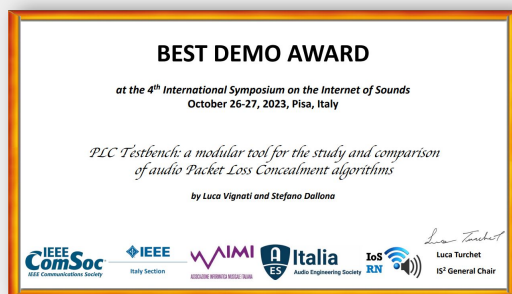 BEST DEMO AWARD
at the 4th International Symposium on the Internet of Sounds
October 26-27, 2023, Pisa, Italy
PLC Testbench: a modular tool for the study and comparison
of audio Packet Loss Concealment algorithms
by Luca Vignati and Stefano Dallona
Luca Turchet
IEEE ComSoc
IEEE Communications Society
IEEE
Italy Section
AIMI
ASSOCIAZIONE INFORMATICA MUSICALE ITALIANA
AES
Italia
Audio Engineering Society
IoS
RN
Luca Turchet
IS² General Chair